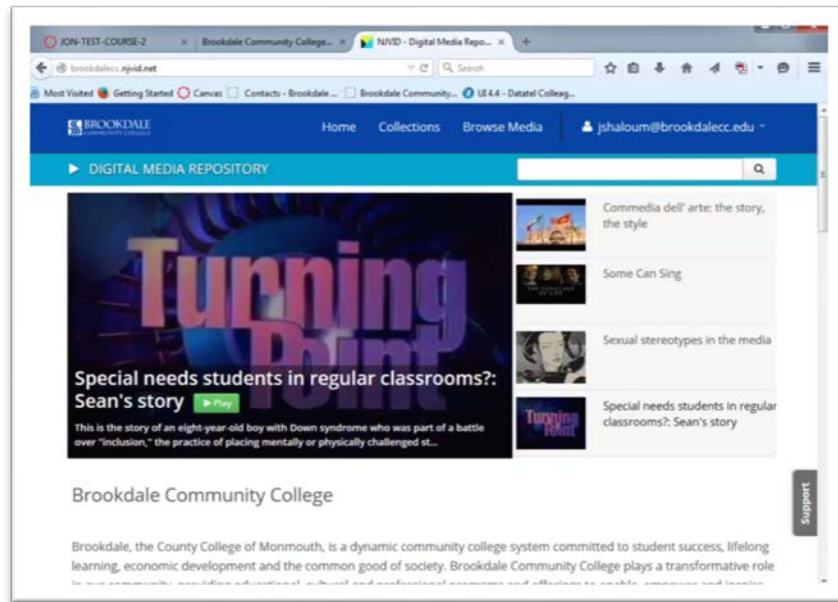 JON-TEST-COURSE-2
Brookdale Community College...
NJVID - Digital Media Repo...
brookdalecc.njvid.net
Search
Most Visited
Getting Started
Canvas
Contacts - Brookdale ...
Brookdale Community...
UI 4.4 - Datatel Colleag...
BROOKDALE
COMMUNITY COLLEGE
Home
Collections
Browse Media
jshaloum@brookdalecc.edu
DIGITAL MEDIA REPOSITORY
Turning
Point
Special needs students in regular classrooms?:
Sean's story
Play
This is the story of an eight-year-old boy with Down syndrome who was part of a battle
over "inclusion," the practice of placing mentally or physically challenged st...
Commedia dell' arte: the story,
the style
THE LANGUAGE
OF LIFE
Some Can Sing
Sexual stereotypes in the media
Turning
Point
Special needs students in regular
classrooms?: Sean's story
Support
Brookdale Community College
Brookdale, the County College of Monmouth, is a dynamic community college system committed to student success, lifelong
learning, economic development and the common good of society. Brookdale Community College plays a transformative role